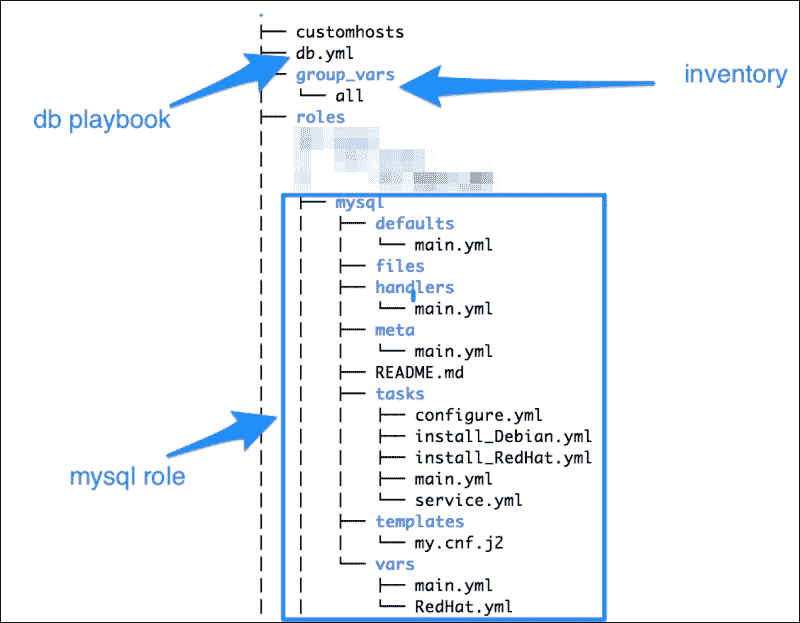 customhosts
db.yml
group_vars
inventory
all
db playbook
roles
mysql
defaults
main.yml
files
handlers
main.yml
meta
main.yml
README.md
tasks
configure.yml
install_Debian.yml
install_RedHat.yml
main.yml
mysql role
service.yml
templates
my.cnf.j2
vars
main.yml
RedHat.yml